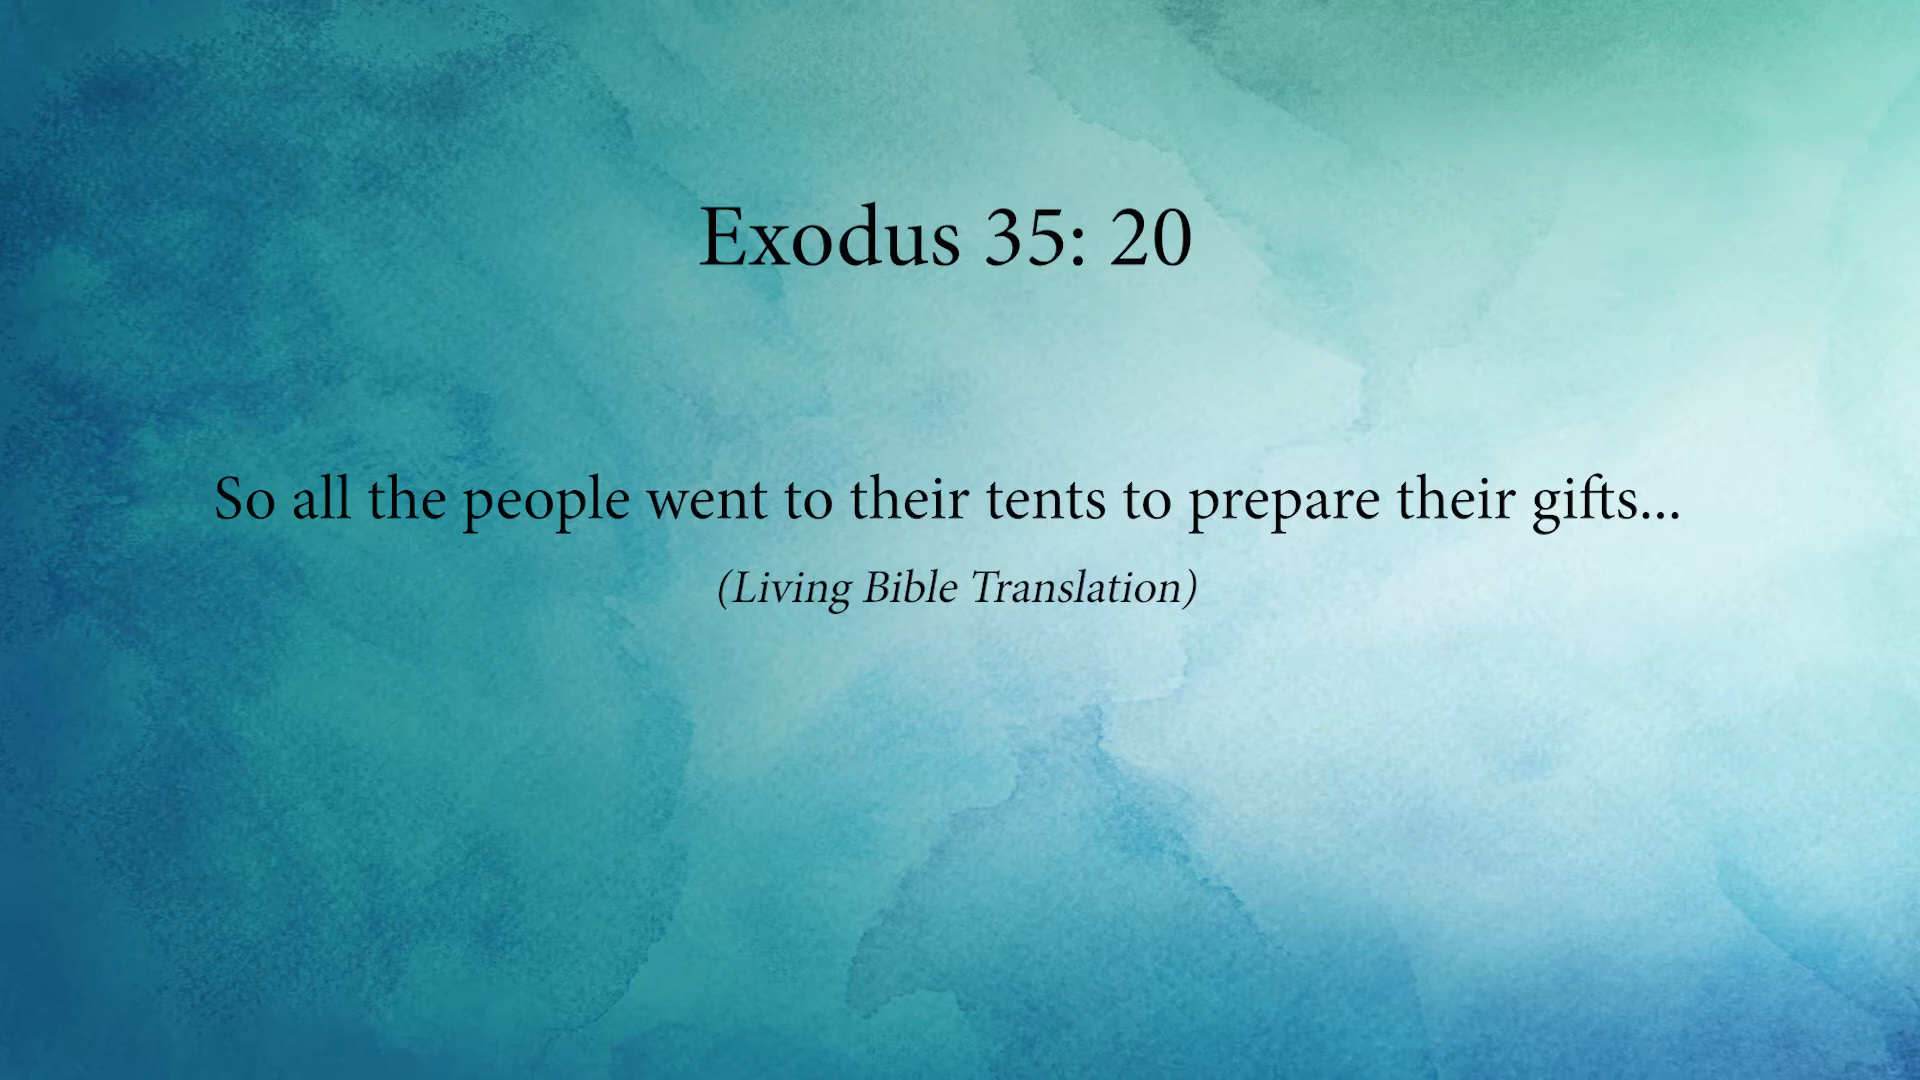 Exodus 35: 20
So all the people went to their tents to prepare their gifts...
(Living Bible Translation)